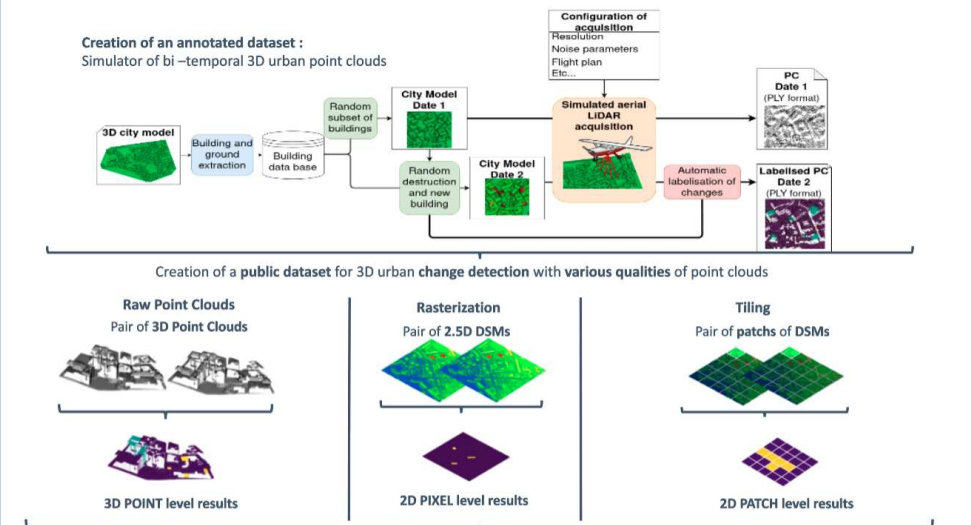 Creation of an annotated dataset :
Simulator of bi –temporal 3D urban point clouds
Configuration of
acquisition
Resolution
Noise parameters
Flight plan
Etc...
3D city model
Building and
ground
extraction
Building
data base
Random
subset of
buildings
City Model
Date 1
Random
destruction
and new
building
City Model
Date 2
Simulated aerial
LiDAR
acquisition
Automatic
labelisation of
changes
PC
Date 1
(PLY format)
Labelised PC
Date 2
(PLY format)
Creation of a public dataset for 3D urban change detection with various qualities of point clouds
Raw Point Clouds
Pair of 3D Point Clouds
3D POINT level results
Rasterization
Pair of 2.5D DSMs
2D PIXEL level results
Tiling
Pair of patchs of DSMs
2D PATCH level results